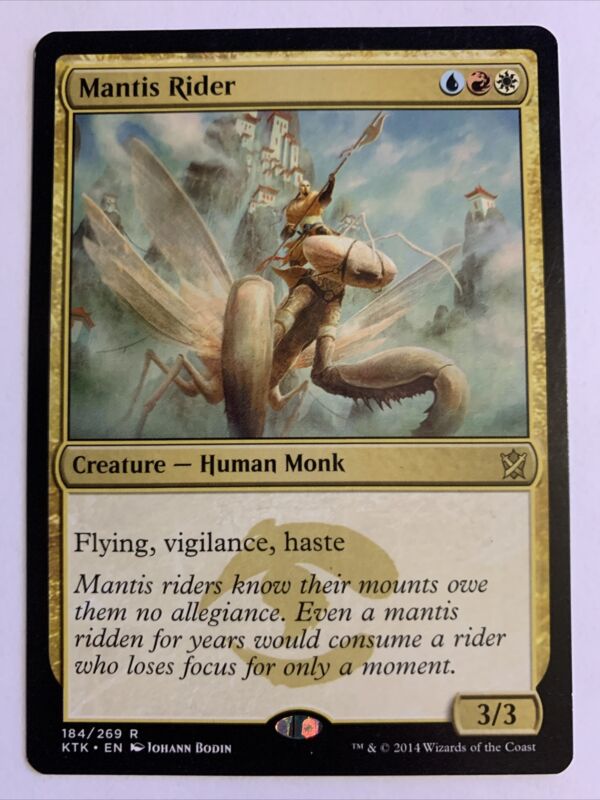 Mantis Rider
Creature — Human Monk
Flying, vigilance, haste
Mantis riders know their mounts owe
them no allegiance. Even a mantis
ridden for years would consume a rider
who loses focus for only a moment.
3/3
184/269 R
KTK • EN Johann Bodin
™ & © 2014 Wizards of the Coast